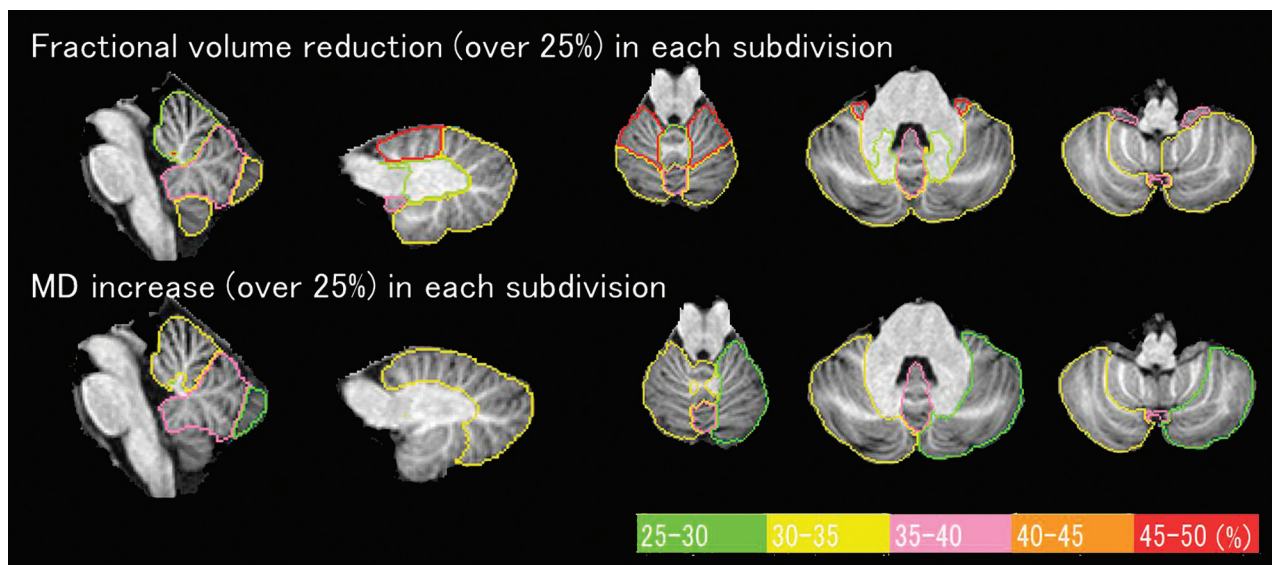 Fractional volume reduction (over 25%) in each subdivision
MD increase (over 25%) in each subdivision
25-30 30-35 35-40 40-45 45-50 (%)